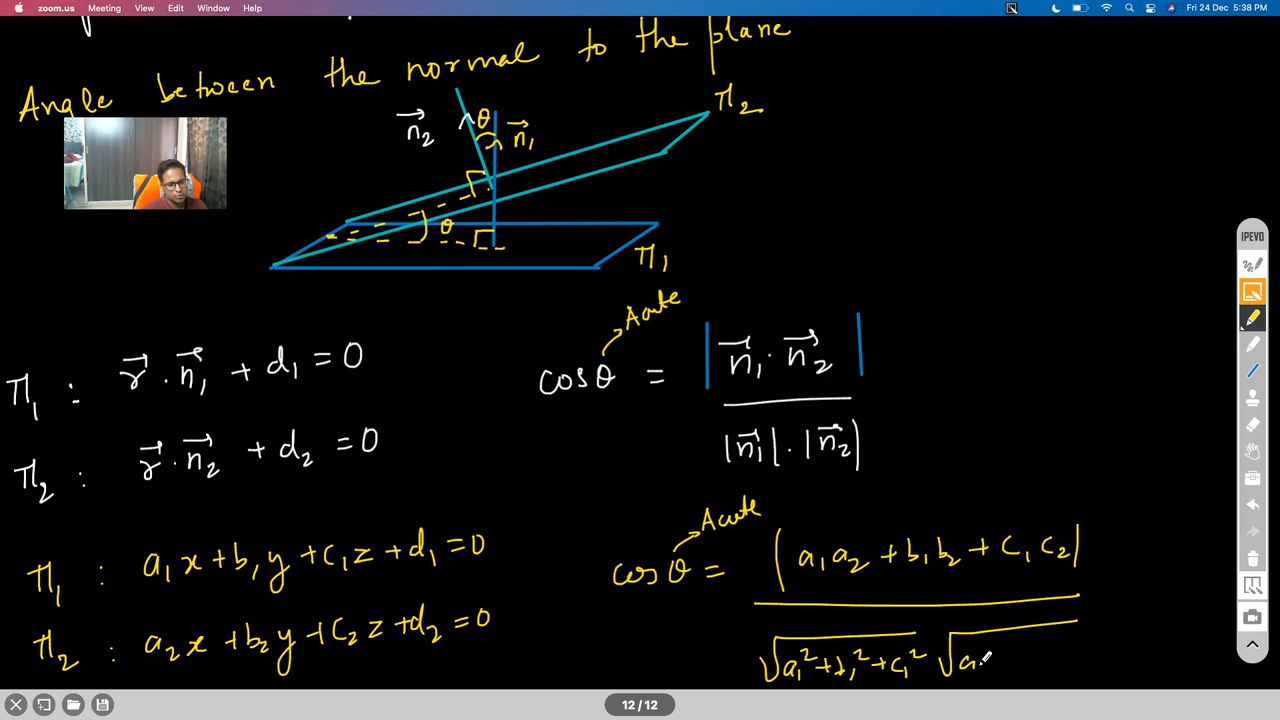 zoom.us Meeting View Edit Window Help Fri 24 Dec 5:38 PM
Angle between the normal to the plane
π₂
n₂⃗ θ n₁⃗
θ
π₁
Acute
π₁ : r⃗ . n₁⃗ + d₁ = 0
cosθ = |n₁⃗ . n₂⃗| / |n₁⃗| . |n₂⃗|
π₂ : r⃗ . n₂⃗ + d₂ = 0
Acute
π₁ : a₁x + b₁y + c₁z + d₁ = 0
cosθ = |a₁a₂ + b₁b₂ + c₁c₂| / √a₁² + b₁² + c₁² √a
π₂ : a₂x + b₂y + c₂z + d₂ = 0
IPEVO
12 / 12